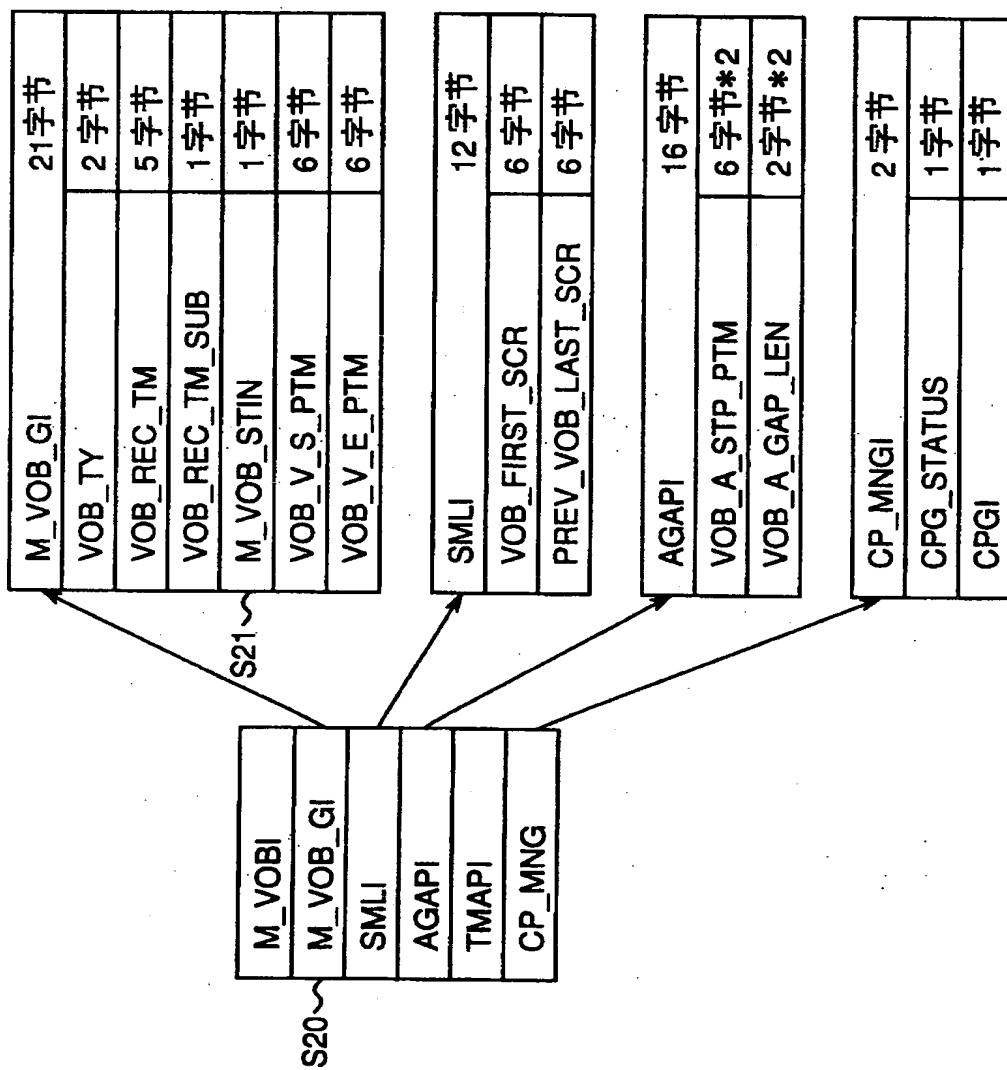 M_VOBI
M_VOB_GI
SMLI
AGAPI
TMAPI
CP_MNG
S20
M_VOB_GI 21字节
VOB_TY 2字节
VOB_REC_TM 5字节
VOB_REC_TM_SUB 1字节
M_VOB_STIN 1字节
VOB_V_S_PTM 6字节
VOB_V_E_PTM 6字节
S21
SMLI 12字节
VOB_FIRST_SCR 6字节
PREV_VOB_LAST_SCR 6字节
AGAPI 16字节
VOB_A_STP_PTM 6字节*2
VOB_A_GAP_LEN 2字节*2
CP_MNGI 2字节
CPG_STATUS 1字节
CPGI 1字节